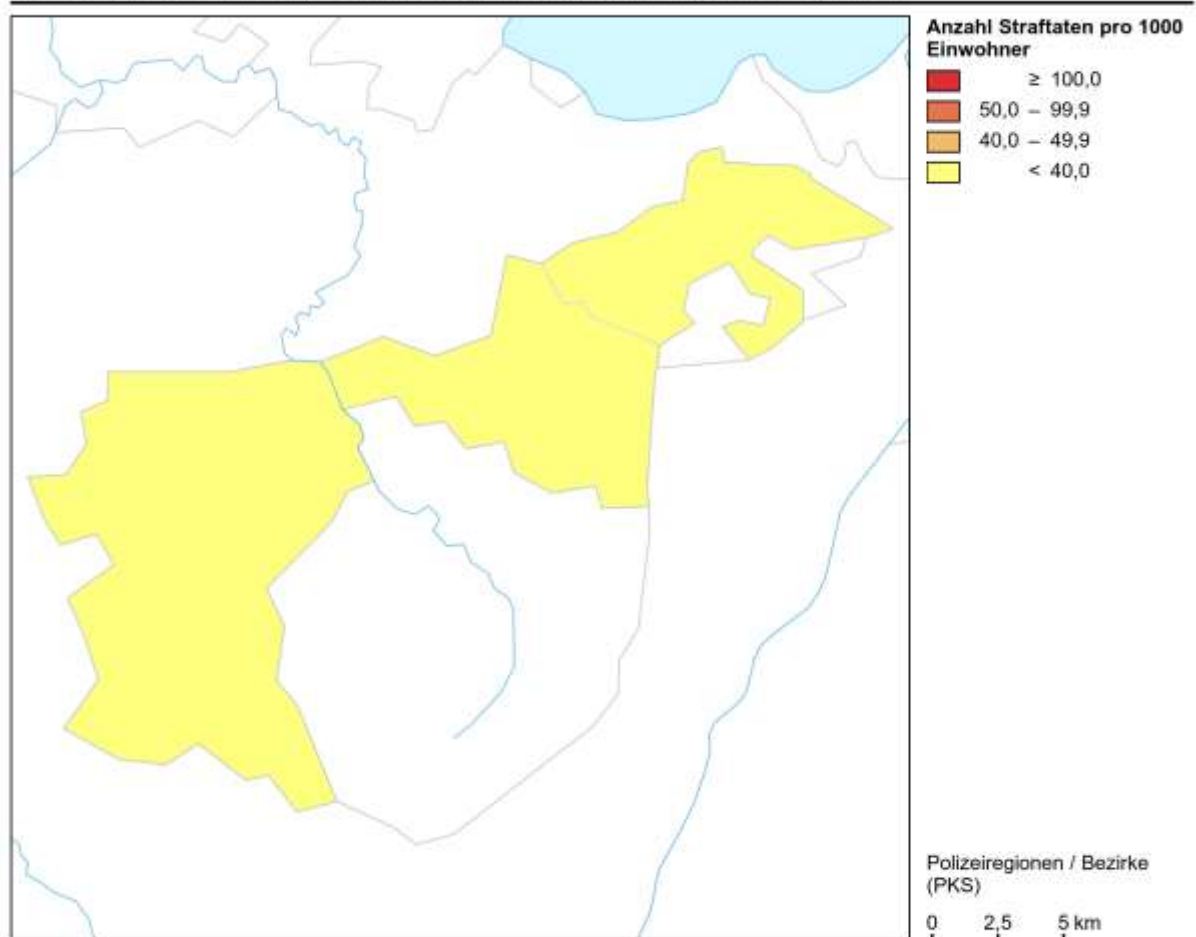 Anzahl Straftaten pro 1000
Einwohner
≥ 100,0
50,0 – 99,9
40,0 – 49,9
< 40,0
Polizeiregionen / Bezirke
(PKS)
0 2,5 5 km